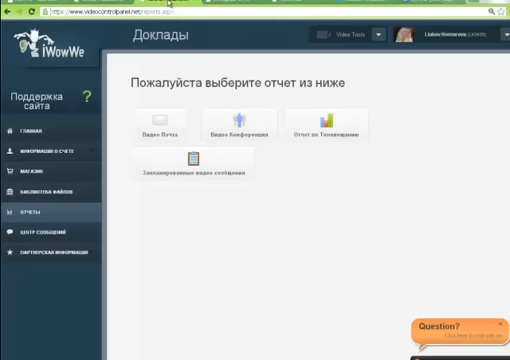 https://www.videocontrolpanel.net/reports.aspx
iWowWe
Доклады
Video Tools
Поддержка сайта
?
Пожалуйста выберите отчет из ниже
Видео Почта
Видео Конференция
Отчет по Телевещанию
Запланированные видео сообщения
ГЛАВНАЯ
ИНФОРМАЦИЯ О СЧЕТЕ
МАГАЗИН
БИБЛИОТЕКА ФАЙЛОВ
ОТЧЕТЫ
ЦЕНТР СООБЩЕНИЙ
ПАРТНЕРСКАЯ ИНФОРМАЦИЯ
Question?